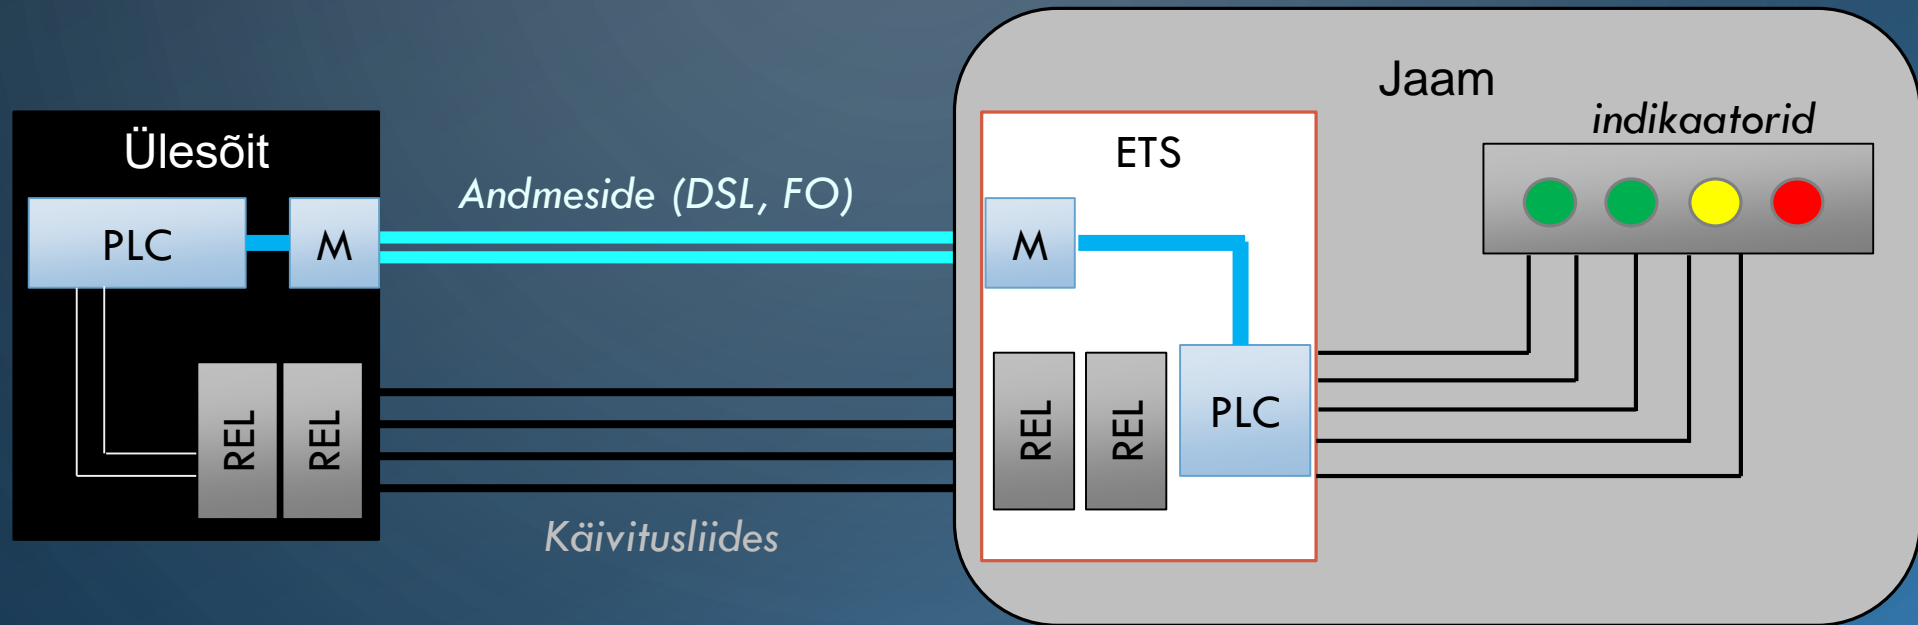 Jaam
indikaatorid
Ülesõit
ETS
Andmeside (DSL, FO)
PLC
M
M
REL
REL
REL
REL
PLC
Käivitusliides